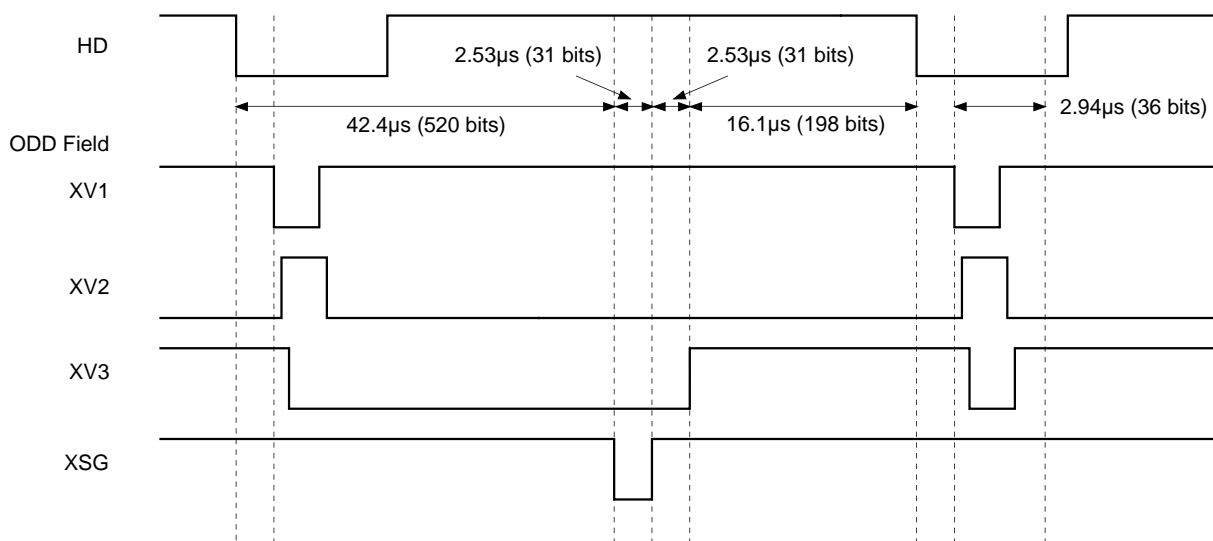 HD
2.53μs (31 bits)
2.53μs (31 bits)
42.4μs (520 bits)
16.1μs (198 bits)
2.94μs (36 bits)
ODD Field
XV1
XV2
XV3
XSG